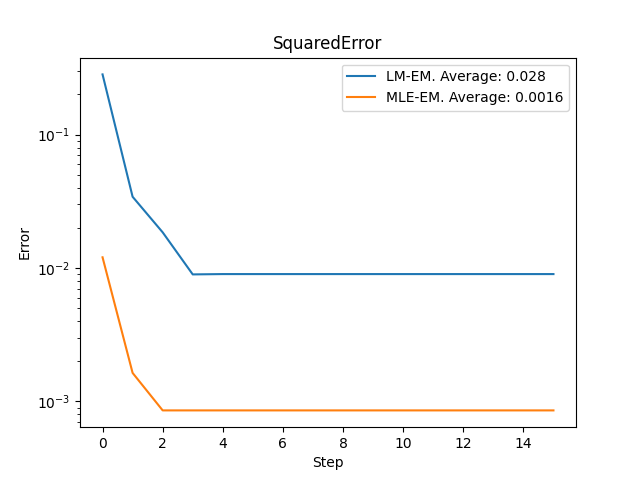 SquaredError
LM-EM. Average: 0.028
MLE-EM. Average: 0.0016
10⁻¹
10⁻²
10⁻³
Error
0 2 4 6 8 10 12 14
Step